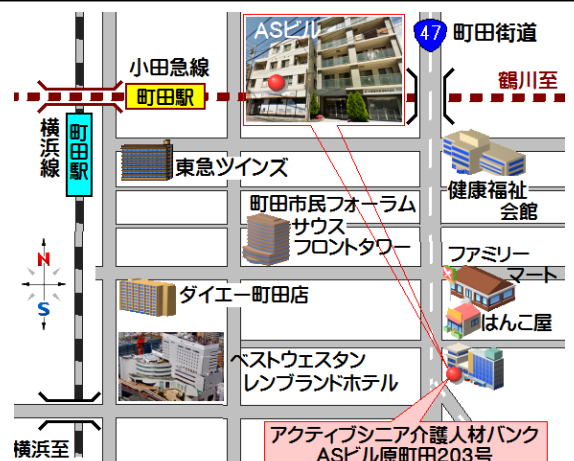 ASビル
47 町田街道
小田急線
町田駅
鶴川至
横浜線
町田駅
東急ツインズ
健康福祉
会館
町田市民フォーラム
サウス
フロントタワー
N
S
ファミリー
マート
ダイエー町田店
はんこ屋
ベストウェスタン
レンブランドホテル
横浜至
アクティブシニア介護人材バンク
ASビル原町田203号